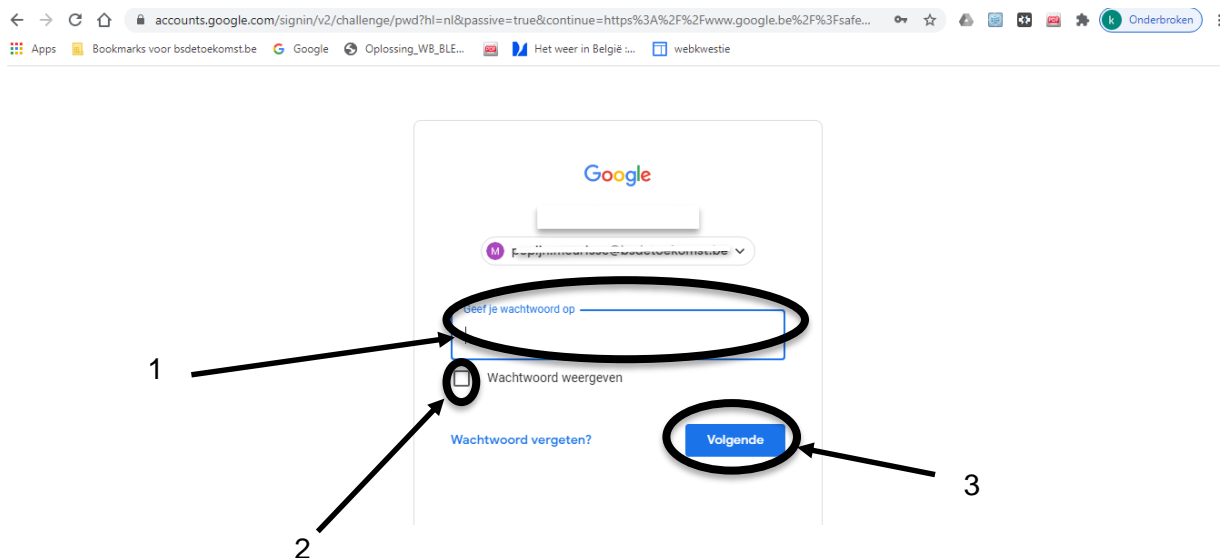 accounts.google.com/signin/v2/challenge/pwd?hl=nl&passive=true&continue=https%3A%2F%2Fwww.google.be%2F%3Fsafe... k Onderbroken
Apps Bookmarks voor bsdetoekomst.be G Google Oplossing_WB_BLE... PDF Het weer in België :... webkwestie
Google
M
Geef je wachtwoord op
1
Wachtwoord weergeven
Wachtwoord vergeten? Volgende
3
2